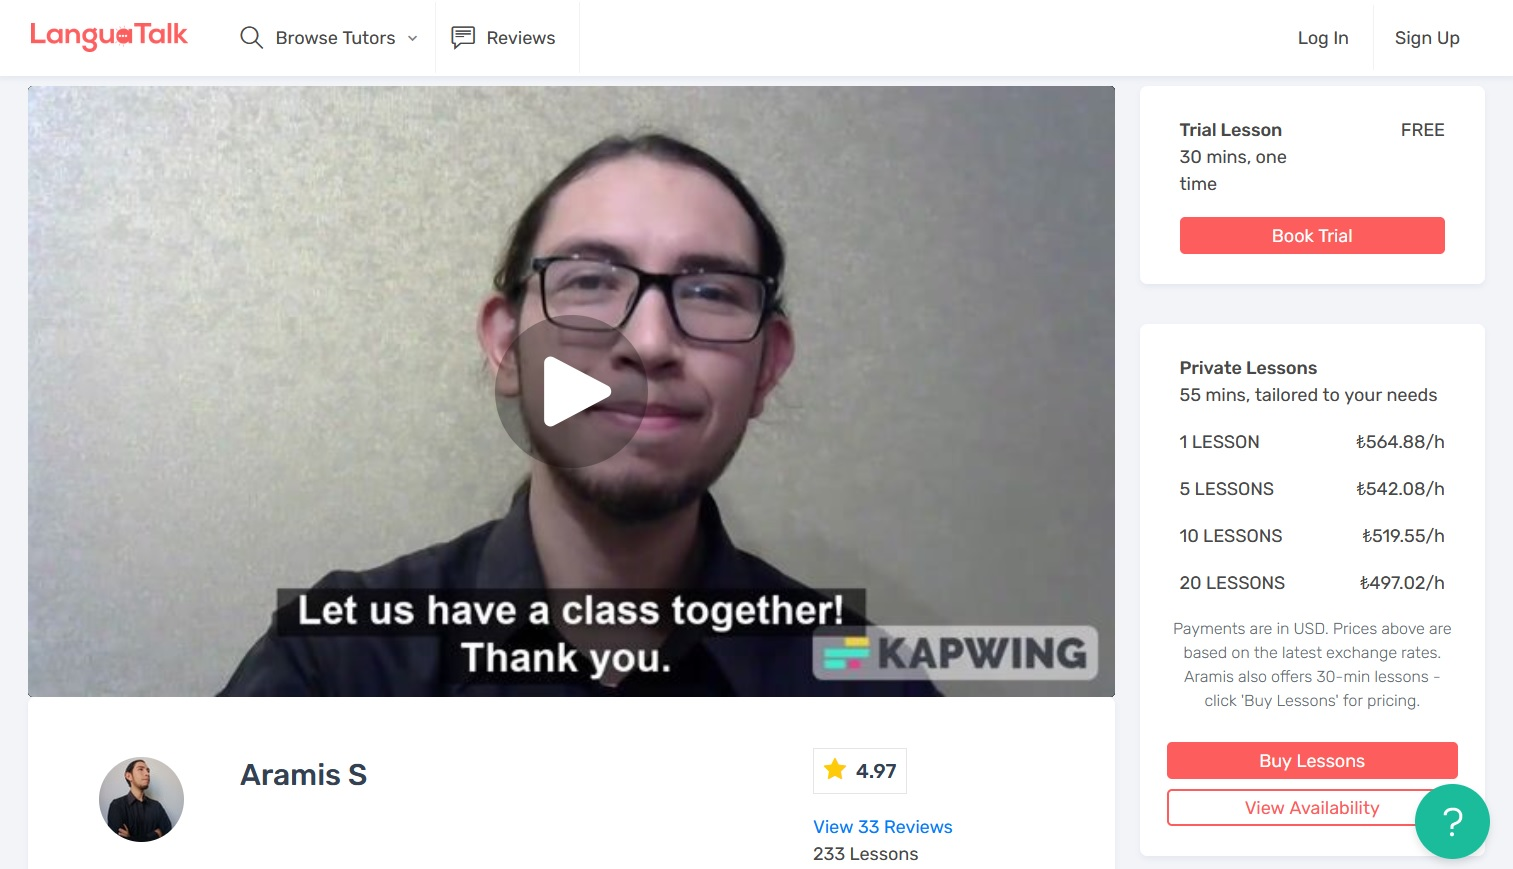 LanguaTalk
Browse Tutors
Reviews
Log In
Sign Up
Let us have a class together!
Thank you.
KAPWING
Aramis S
4.97
View 33 Reviews
233 Lessons
Trial Lesson FREE
30 mins, one
time
Book Trial
Private Lessons
55 mins, tailored to your needs
1 LESSON ₺564.88/h
5 LESSONS ₺542.08/h
10 LESSONS ₺519.55/h
20 LESSONS ₺497.02/h
Payments are in USD. Prices above are
based on the latest exchange rates.
Aramis also offers 30-min lessons -
click 'Buy Lessons' for pricing.
Buy Lessons
View Availability
?